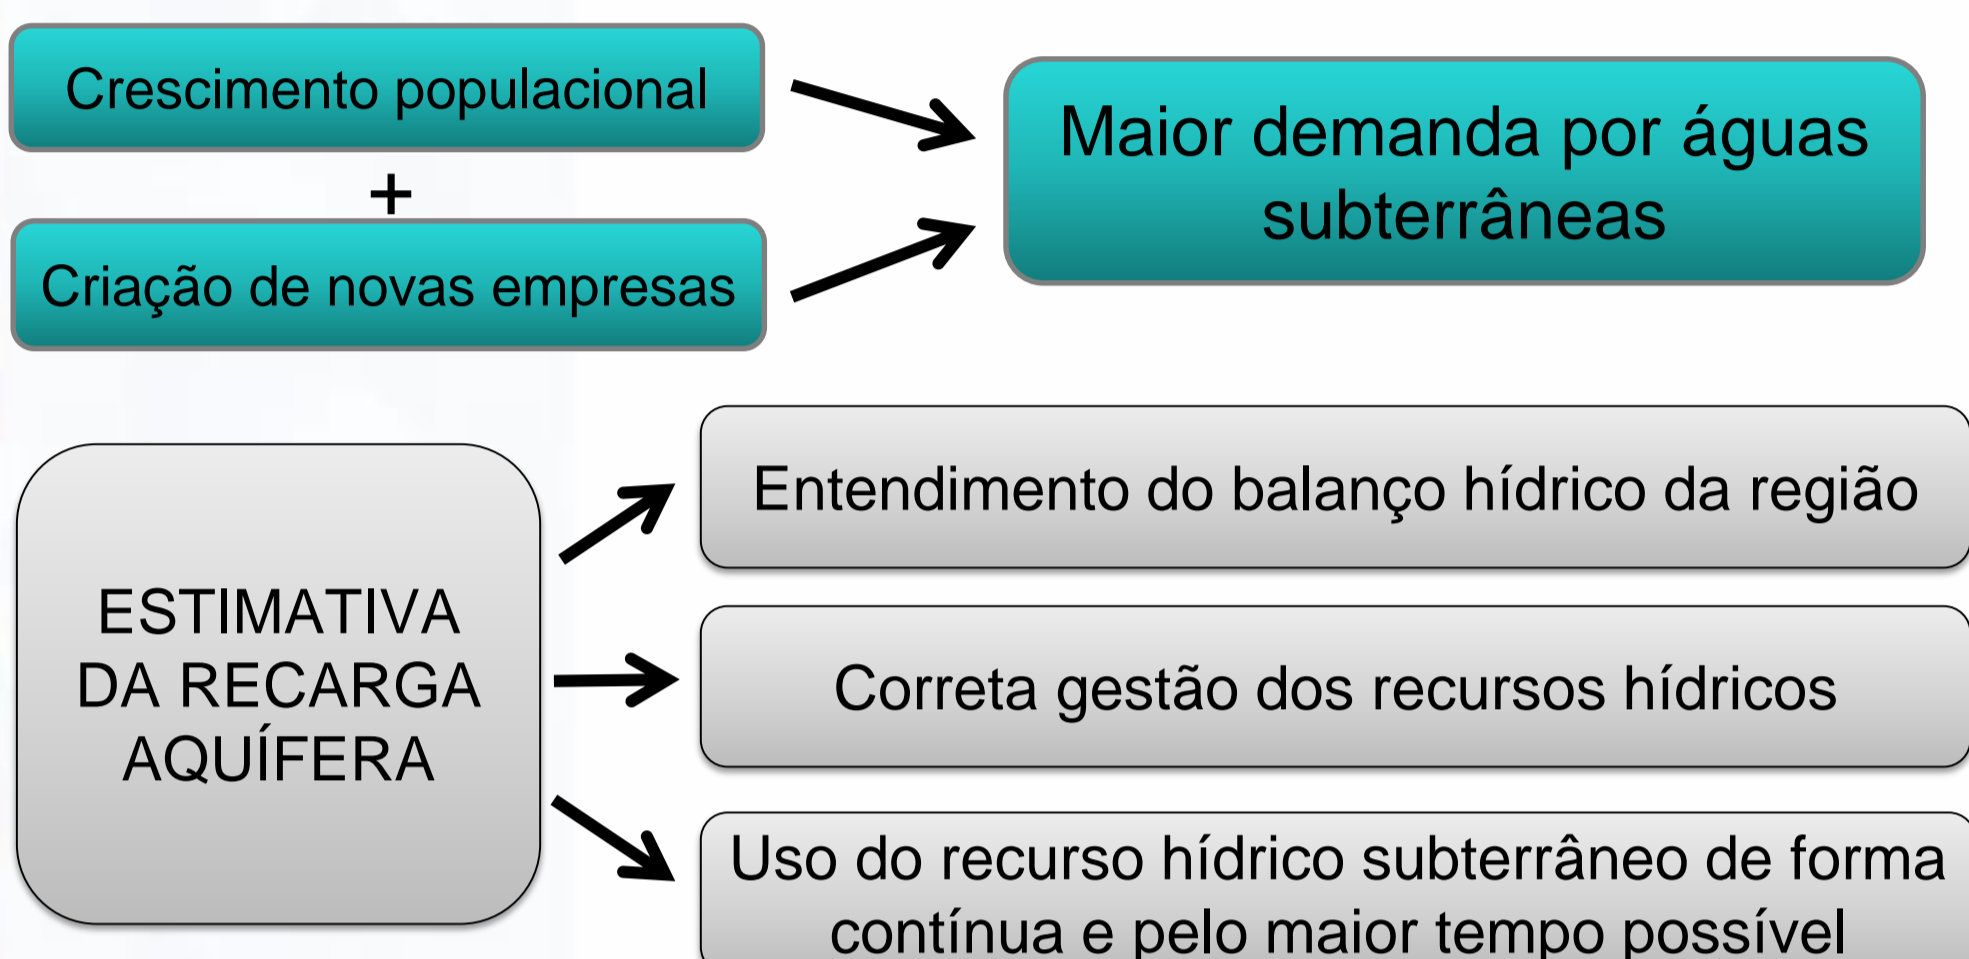 Crescimento populacional
+
Criação de novas empresas
Maior demanda por águas
subterrâneas
ESTIMATIVA
DA RECARGA
AQUÍFERA
Entendimento do balanço hídrico da região
Correta gestão dos recursos hídricos
Uso do recurso hídrico subterrâneo de forma
contínua e pelo maior tempo possível